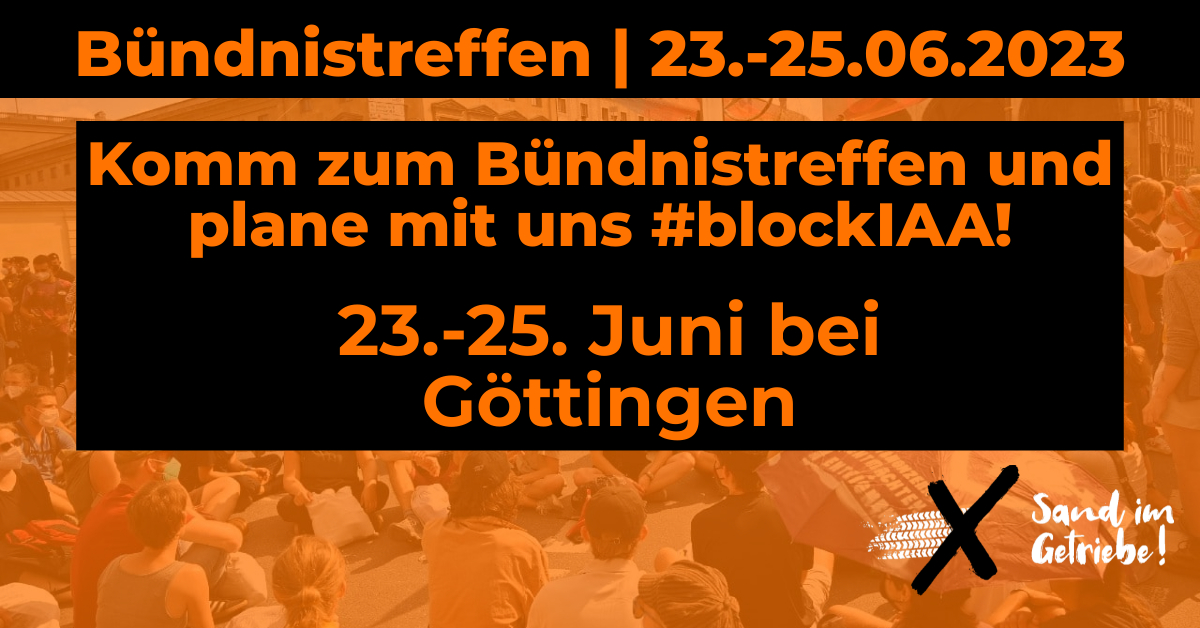 Bündnistreffen | 23.-25.06.2023
Komm zum Bündnistreffen und
plane mit uns #blockIAA!
23.-25. Juni bei
Göttingen
Sand im
Getriebe!